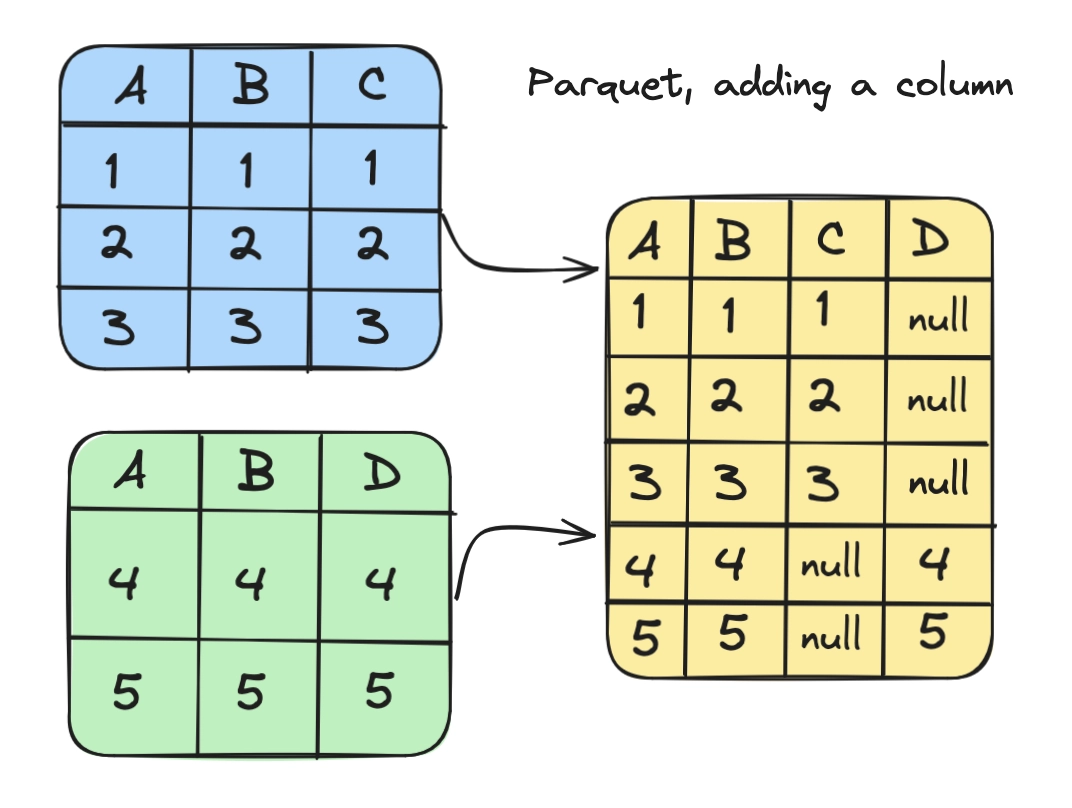 Parquet, adding a column
A B C
1 1 1
2 2 2
3 3 3
A B D
4 4 4
5 5 5
A B C D
1 1 1 null
2 2 2 null
3 3 3 null
4 4 null 4
5 5 null 5